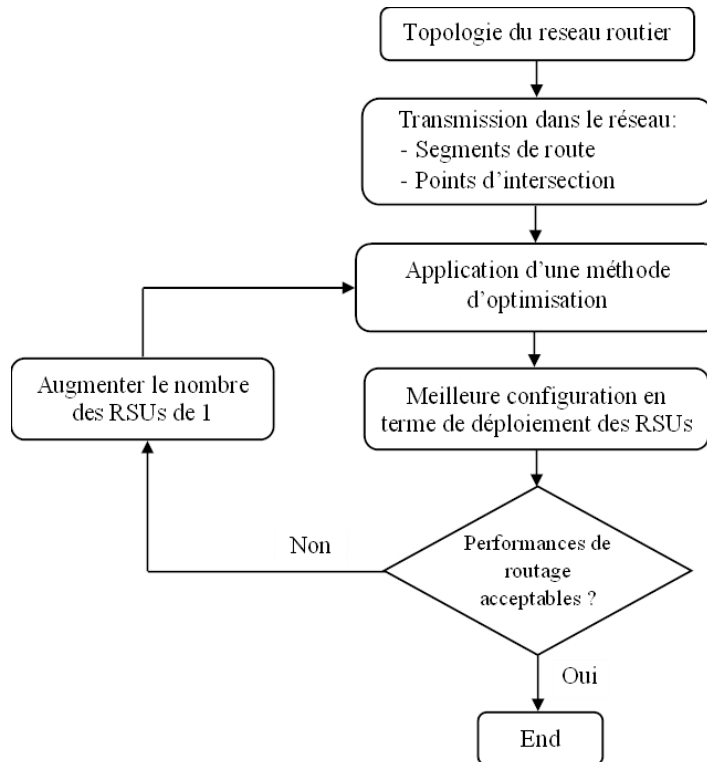 Topologie du reseau routier
Transmission dans le réseau:
- Segments de route
- Points d'intersection
Application d'une méthode
d'optimisation
Augmenter le nombre
des RSUs de 1
Meilleure configuration en
terme de déploiement des RSUs
Non
Performances de
routage
acceptables ?
Oui
End